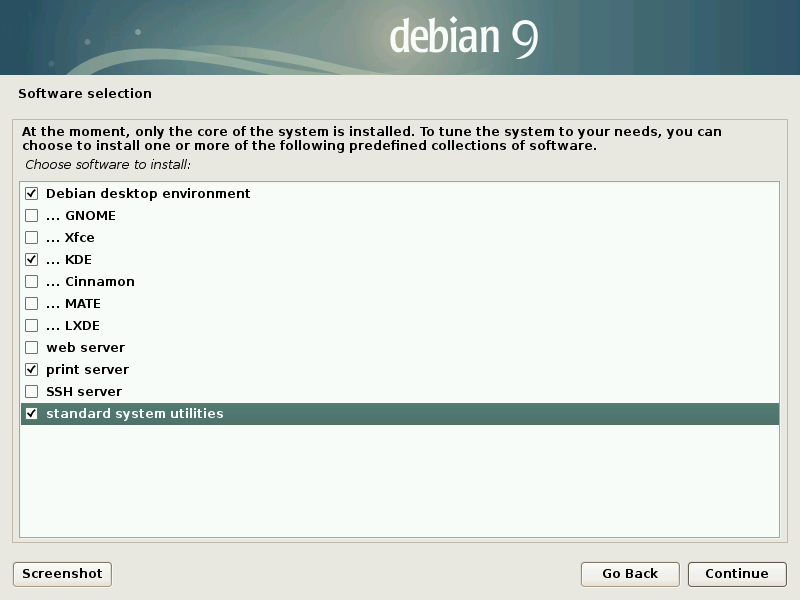 debian 9
Software selection
At the moment, only the core of the system is installed. To tune the system to your needs, you can
choose to install one or more of the following predefined collections of software.
Choose software to install:
Debian desktop environment
... GNOME
... Xfce
... KDE
... Cinnamon
... MATE
... LXDE
web server
print server
SSH server
standard system utilities
Screenshot
Go Back
Continue